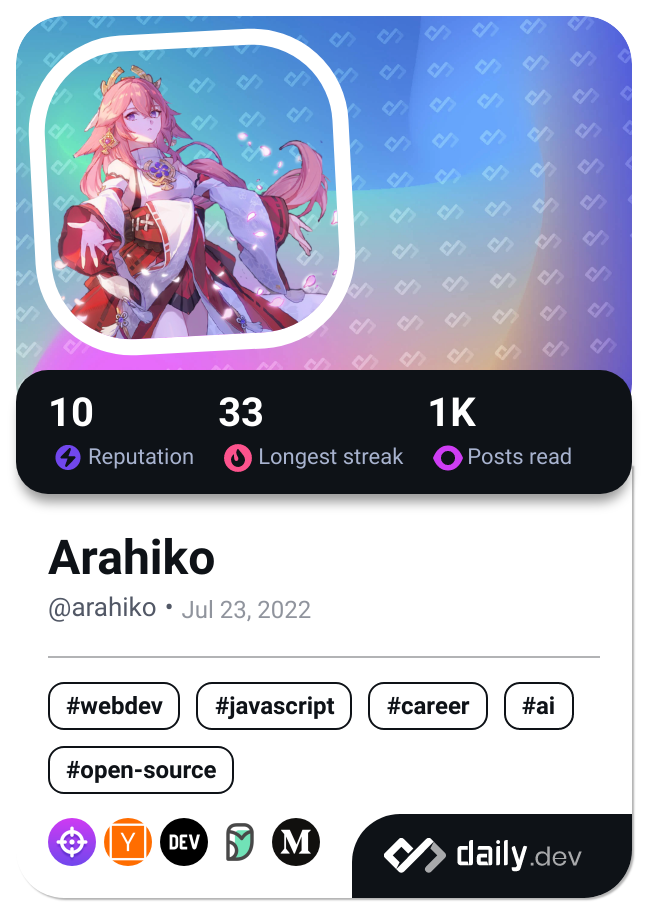 10 33 1K
Reputation Longest streak Posts read
Arahiko
@arahiko • Jul 23, 2022
#webdev #javascript #career #ai
#open-source
Y DEV M daily.dev